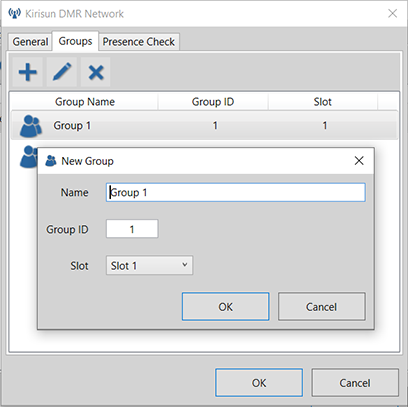 Kirisun DMR Network
General Groups Presence Check
Group Name Group ID Slot
Group 1 1 1
New Group
Name Group 1
Group ID 1
Slot Slot 1
OK Cancel
OK Cancel